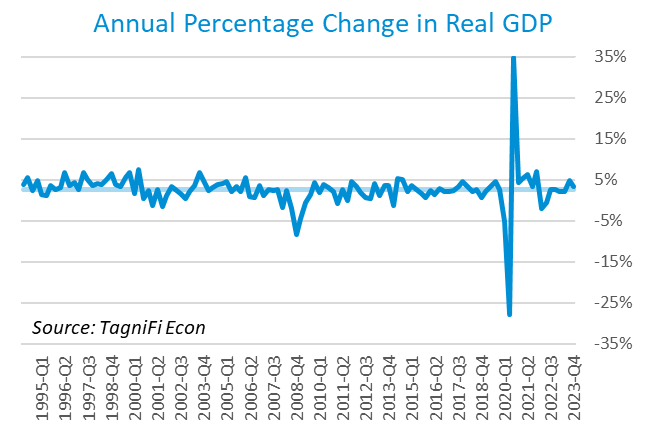 Annual Percentage Change in Real GDP
35%
25%
15%
5%
-5%
-15%
-25%
-35%
Source: TagniFi Econ
1995-Q1
1996-Q2
1997-Q3
1998-Q4
2000-Q1
2001-Q2
2002-Q3
2003-Q4
2005-Q1
2006-Q2
2007-Q3
2008-Q4
2010-Q1
2011-Q2
2012-Q3
2013-Q4
2015-Q1
2016-Q2
2017-Q3
2018-Q4
2020-Q1
2021-Q2
2022-Q3
2023-Q4